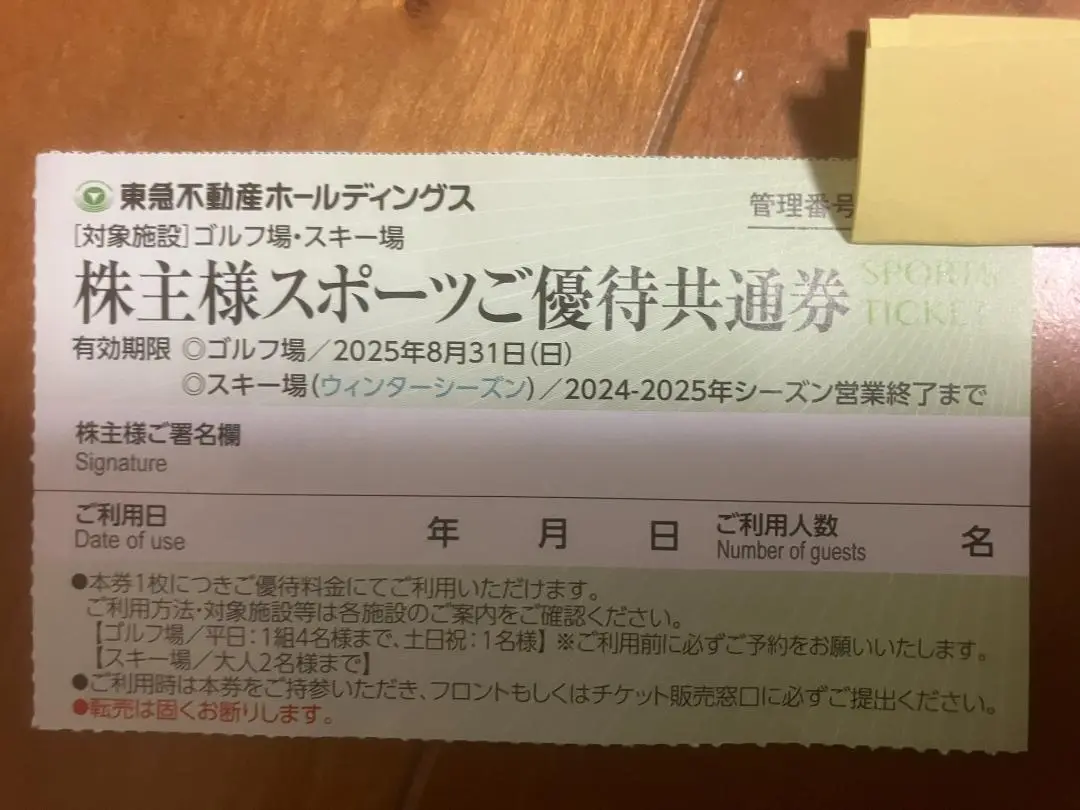 東急不動産ホールディングス
管理番号
[対象施設]ゴルフ場・スキー場
株主様スポーツご優待共通券
SPORTS
TICKET
有効期限 ◎ゴルフ場／2025年8月31日(日)
◎スキー場(ウィンターシーズン)／2024-2025年シーズン営業終了まで
株主様ご署名欄
Signature
ご利用日
Date of use
年 月 日
ご利用人数
Number of guests
名
●本券1枚につきご優待料金にてご利用いただけます。
ご利用方法・対象施設等は各施設のご案内をご確認ください。
【ゴルフ場／平日：1組4名様まで、土日祝：1名様】※ご利用前に必ずご予約をお願いいたします。
【スキー場／大人2名様まで】
●ご利用時は本券をご持参いただき、フロントもしくはチケット販売窓口に必ずご提出ください。
●転売は固くお断りします。